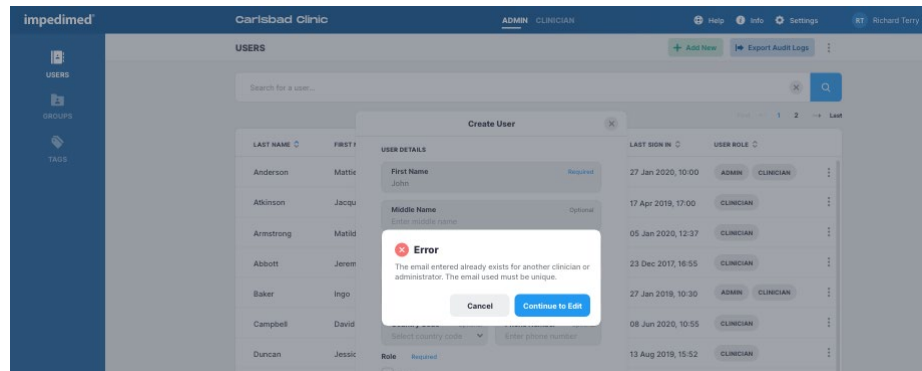 impedimed
Carlsbad Clinic
ADMIN CLINICIAN
Help Info Settings
RT Richard Terry
USERS
Add New Export Audit Logs
USERS
GROUPS
TAGS
Search for a user...
1 2 Last
Create User
LAST NAME FIRST
LAST SIGN IN USER ROLE
USER DETAILS
Anderson Mattie
First Name Required
John
27 Jan 2020, 10:00 ADMIN CLINICIAN
Atkinson Jacqu
Middle Name Optional
Enter middle name
17 Apr 2019, 17:00 CLINICIAN
Armstrong Matild
05 Jan 2020, 12:37 CLINICIAN
Error
The email entered already exists for another clinician or
administrator. The email used must be unique.
Abbott Jerem
23 Dec 2017, 16:55 CLINICIAN
Baker Ingo
Cancel Continue to Edit
27 Jan 2019, 10:30 ADMIN CLINICIAN
Campbell David
Select country code Enter phone number
08 Jun 2020, 10:55 CLINICIAN
Duncan Jessic
Role Required
13 Aug 2019, 15:52 CLINICIAN